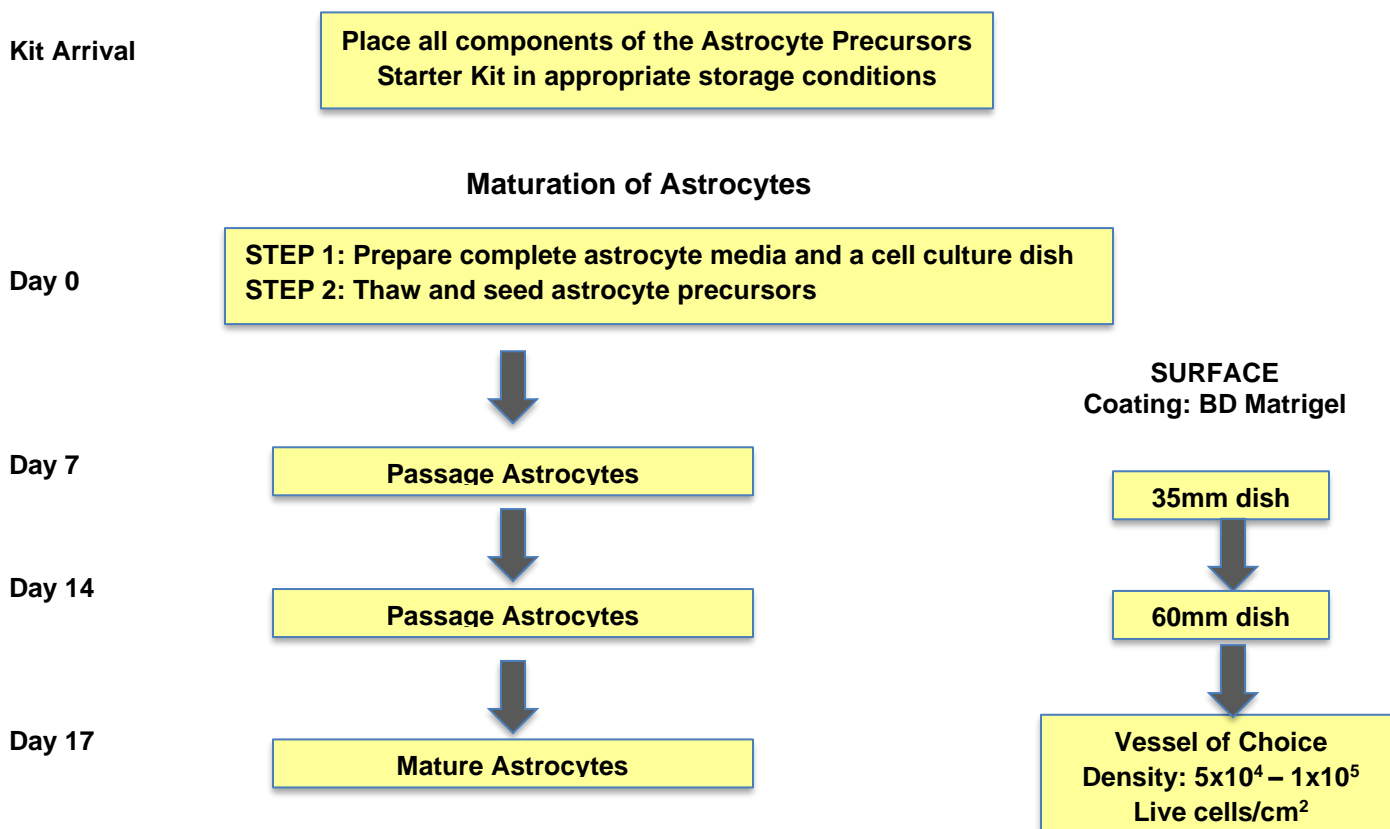 Kit Arrival
Place all components of the Astrocyte Precursors
Starter Kit in appropriate storage conditions
Maturation of Astrocytes
Day 0
STEP 1: Prepare complete astrocyte media and a cell culture dish
STEP 2: Thaw and seed astrocyte precursors
SURFACE
Coating: BD Matrigel
Day 7
Passage Astrocytes
35mm dish
Day 14
Passage Astrocytes
60mm dish
Day 17
Mature Astrocytes
Vessel of Choice
Density: 5x10⁴ – 1x10⁵
Live cells/cm²